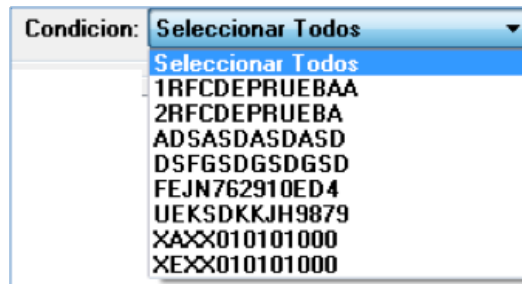 Condicion: Seleccionar Todos
Seleccionar Todos
1RFCDEPRUEBAA
2RFCDEPRUEBA
ADSASDASDASD
DSFGSDGSDGSD
FEJN762910ED4
UEKSDKKJH9879
XAXX010101000
XEXX010101000